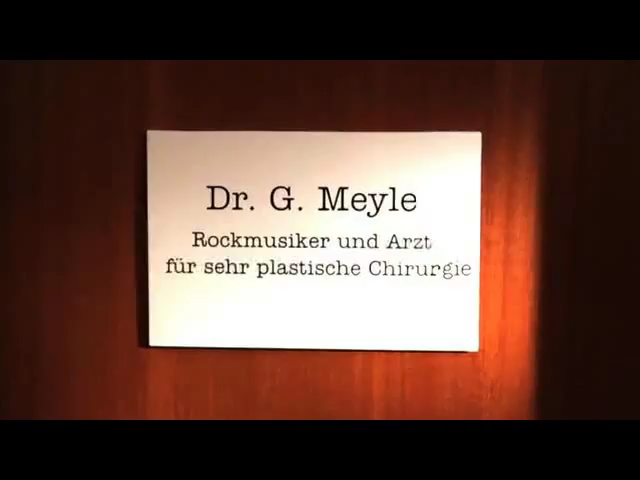 Dr. G. Meyle
Rockmusiker und Arzt
für sehr plastische Chirurgie